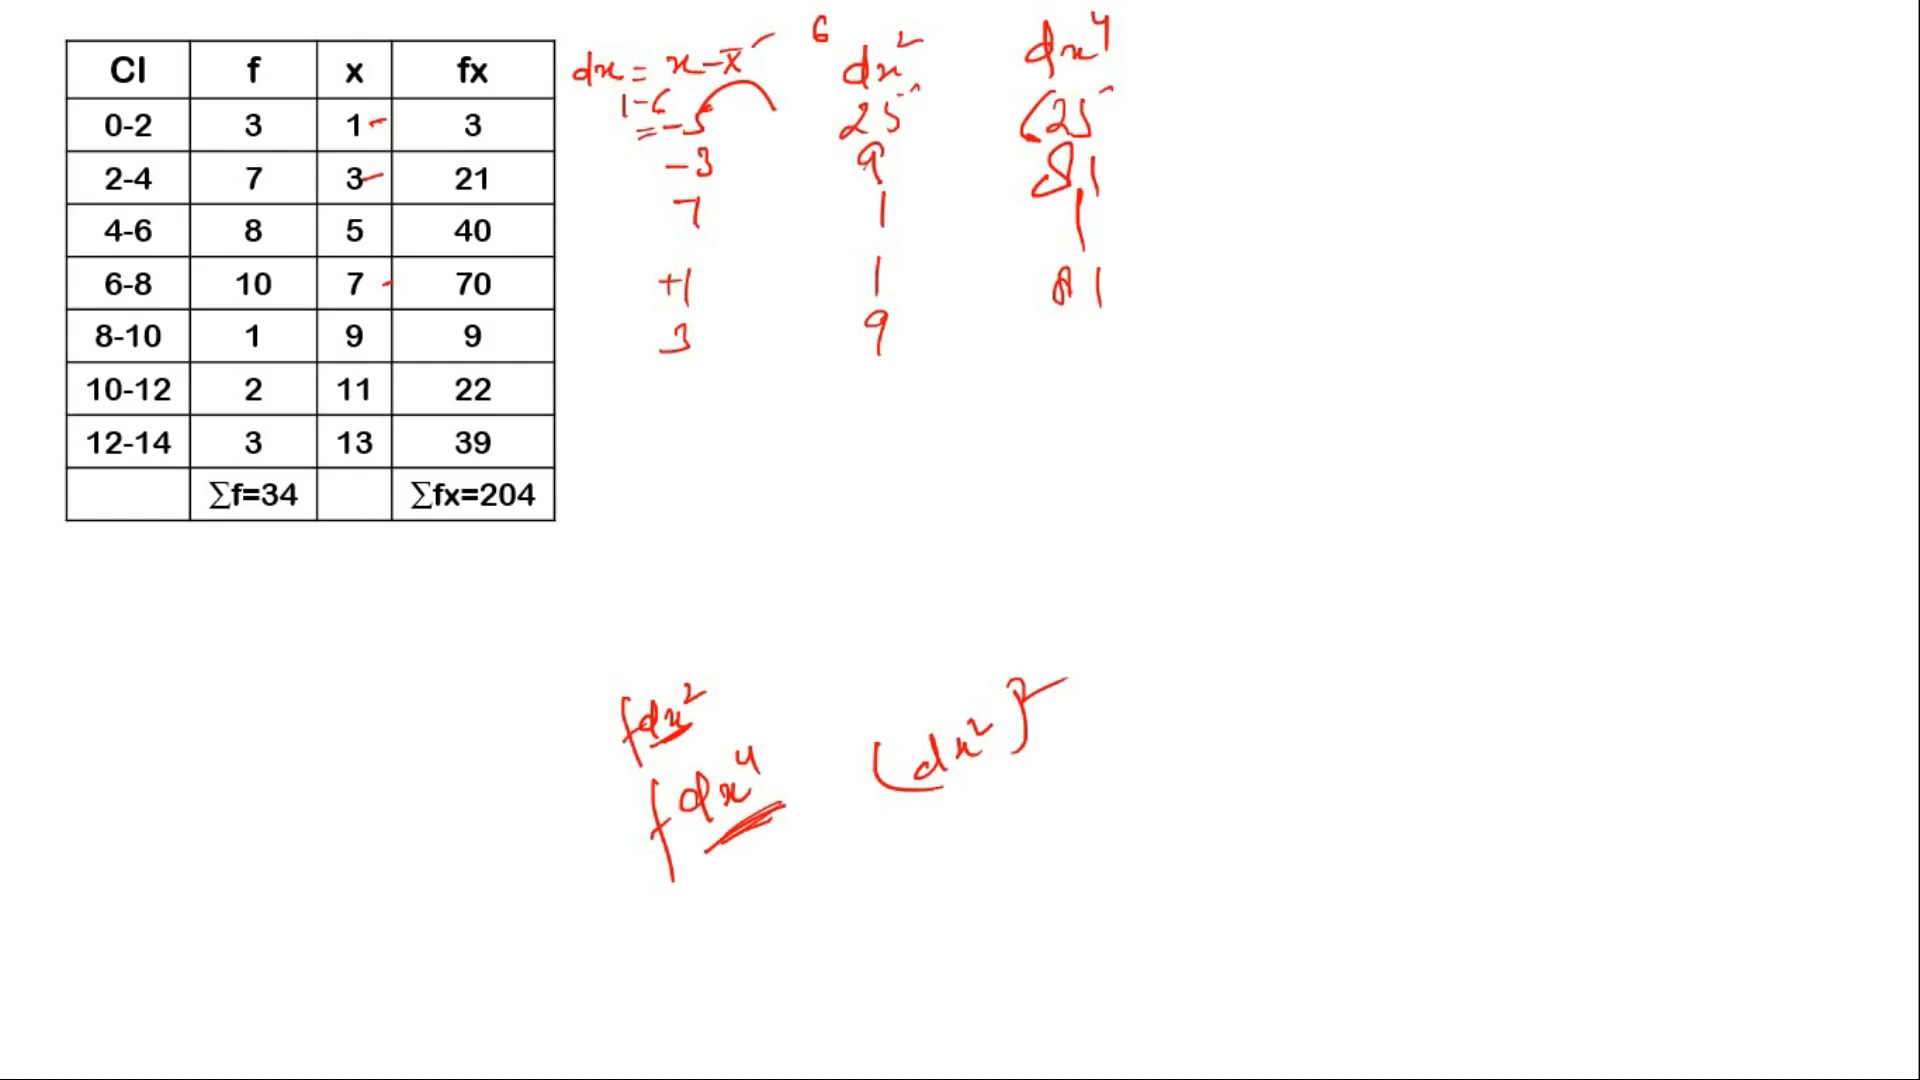 CI f x fx dx = x-x̄ 6 dx² dx⁴
1-6
0-2 3 1 3 =-5 25 625
2-4 7 3 21 -3 9 81
4-6 8 5 40 -1 1 1
6-8 10 7 70 +1 1 81
8-10 1 9 9 3 9
10-12 2 11 22
12-14 3 13 39
∑f=34 ∑fx=204
fdx² (dx²)²
fdx⁴